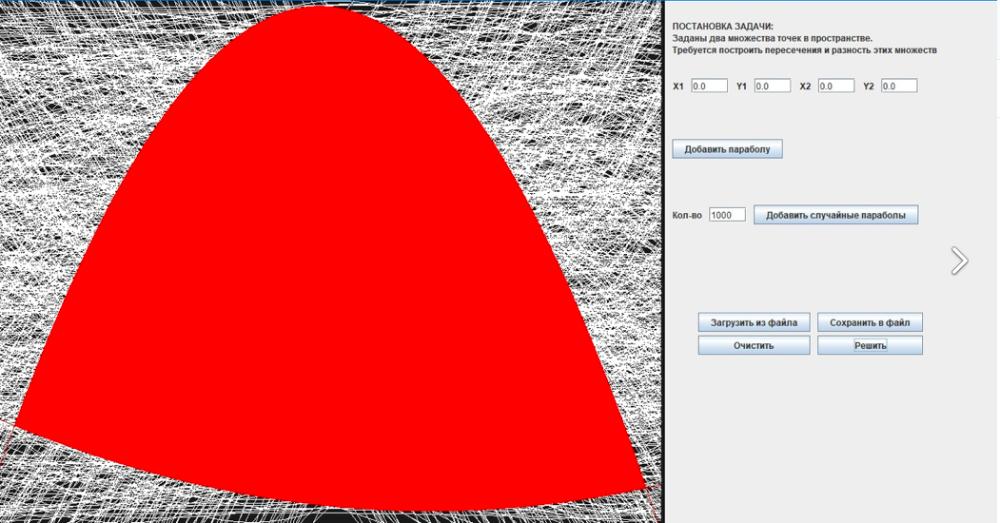 ПОСТАНОВКА ЗАДАЧИ:
Заданы два множества точек в пространстве.
Требуется построить пересечения и разность этих множеств
X1 0.0 Y1 0.0 X2 0.0 Y2 0.0
Добавить параболу
Кол-во 1000 Добавить случайные параболы
Загрузить из файла Сохранить в файл
Очистить Решить